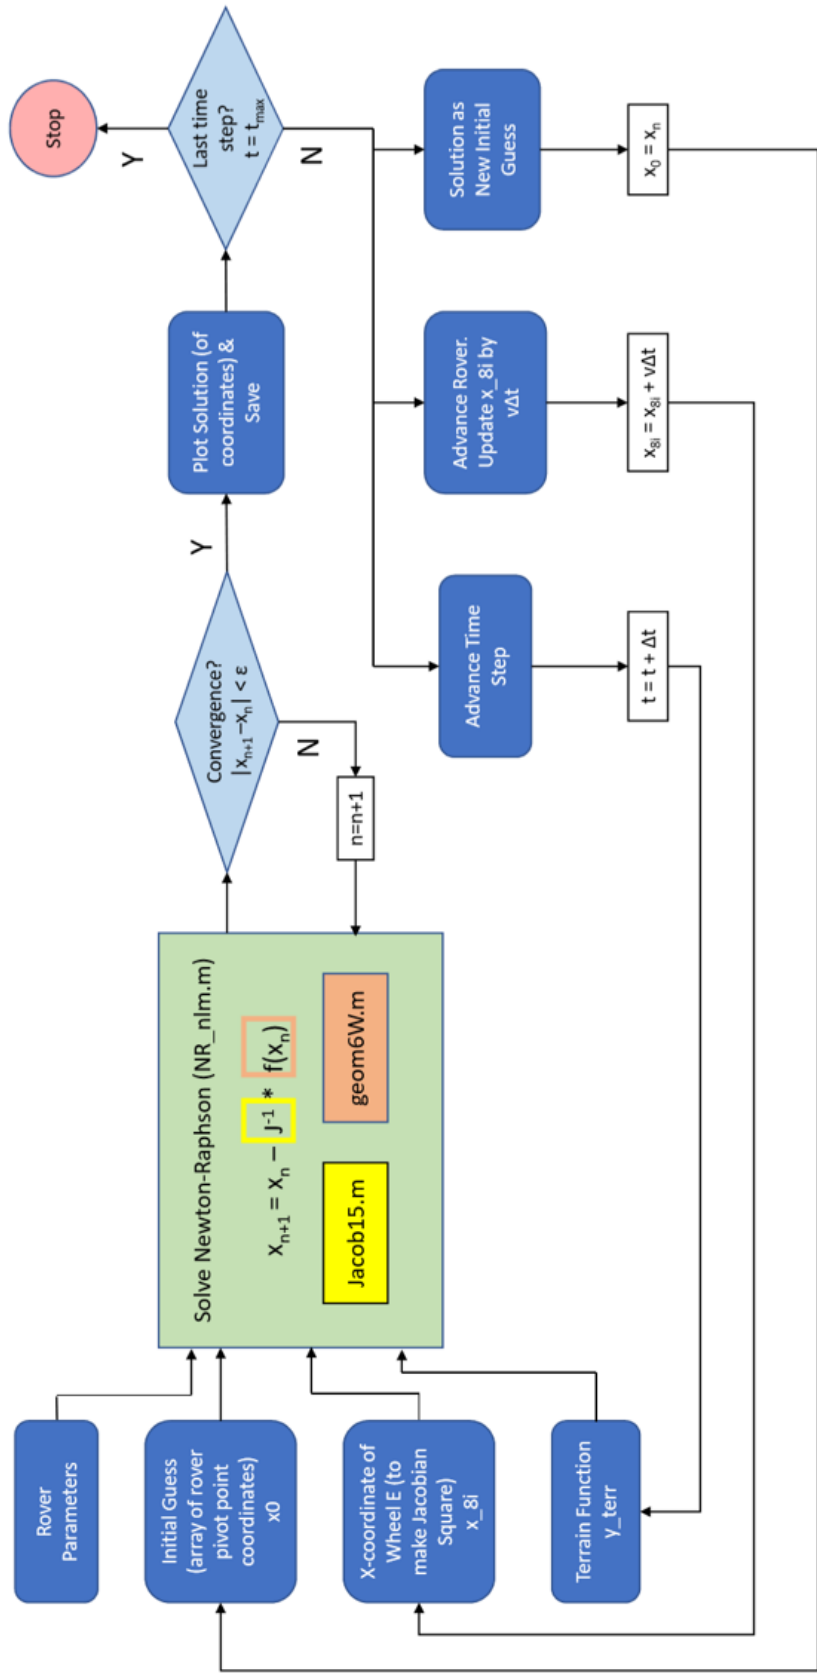 Rover
Parameters
Initial Guess
(array of rover
pivot point
coordinates)
x0
X-coordinate of
Wheel E (to
make Jacobian
Square)
x_8i
Terrain Function
y_terr
Solve Newton-Raphson (NR_nlm.m)
xₙ₊₁ = xₙ − J⁻¹ * f(xₙ)
Jacob15.m
geom6W.m
Convergence?
|xₙ₊₁−xₙ| < ε
N
n=n+1
Y
Plot Solution (of
coordinates) &
Save
Last time
step?
t = tₘₐₓ
Y
Stop
N
Advance Time
Step
t = t + Δt
Advance Rover.
Update x_8i by
vΔt
x₈ᵢ = x₈ᵢ + vΔt
Solution as
New Initial
Guess
x₀ = xₙ